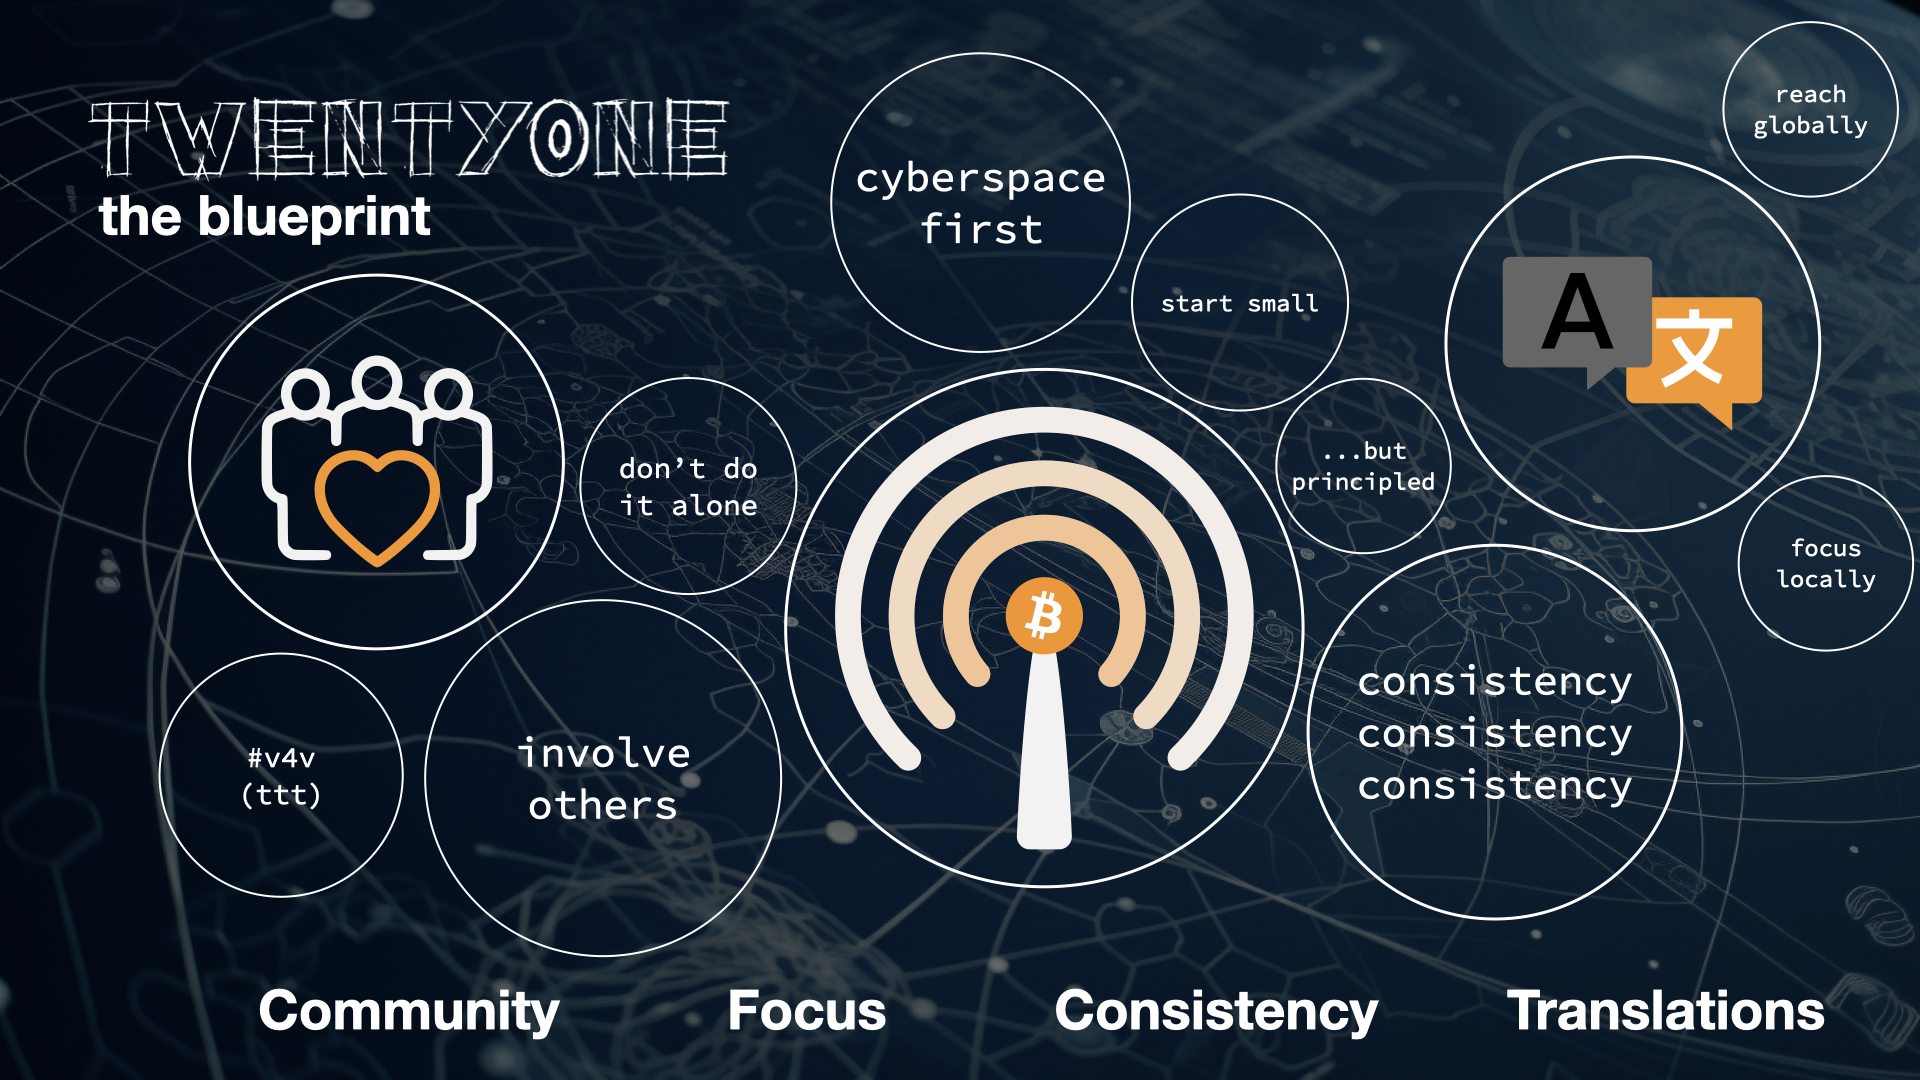 TWENTYONE
the blueprint
cyberspace
first
start small
...but
principled
reach
globally
A
文
focus
locally
don’t do
it alone
#v4v
(ttt)
involve
others
₿
consistency
consistency
consistency
Community
Focus
Consistency
Translations